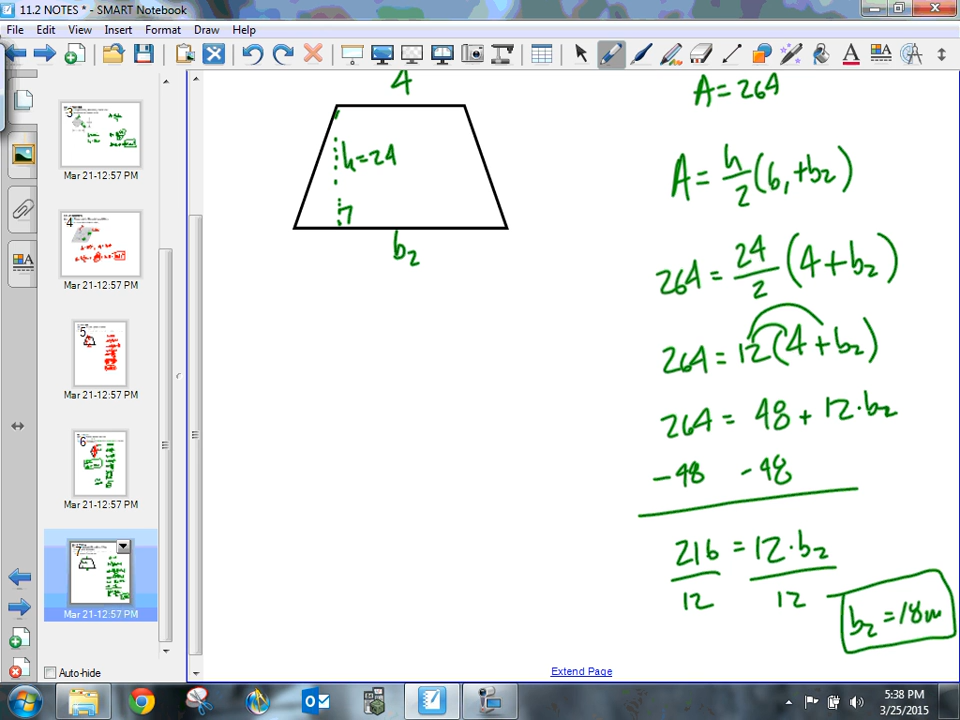 11.2 NOTES * - SMART Notebook
File Edit View Insert Format Draw Help
3
Mar 21-12:57 PM
4
Mar 21-12:57 PM
5
Mar 21-12:57 PM
6
Mar 21-12:57 PM
7
Mar 21-12:57 PM
Auto-hide
4
h=24
b2
A=264
A = h/2 (b1+b2)
264 = 24/2 (4+b2)
264 = 12(4+b2)
264 = 48 + 12·b2
-48 -48
216 = 12·b2
12 12
b2 = 18m
Extend Page
5:38 PM
3/25/2015